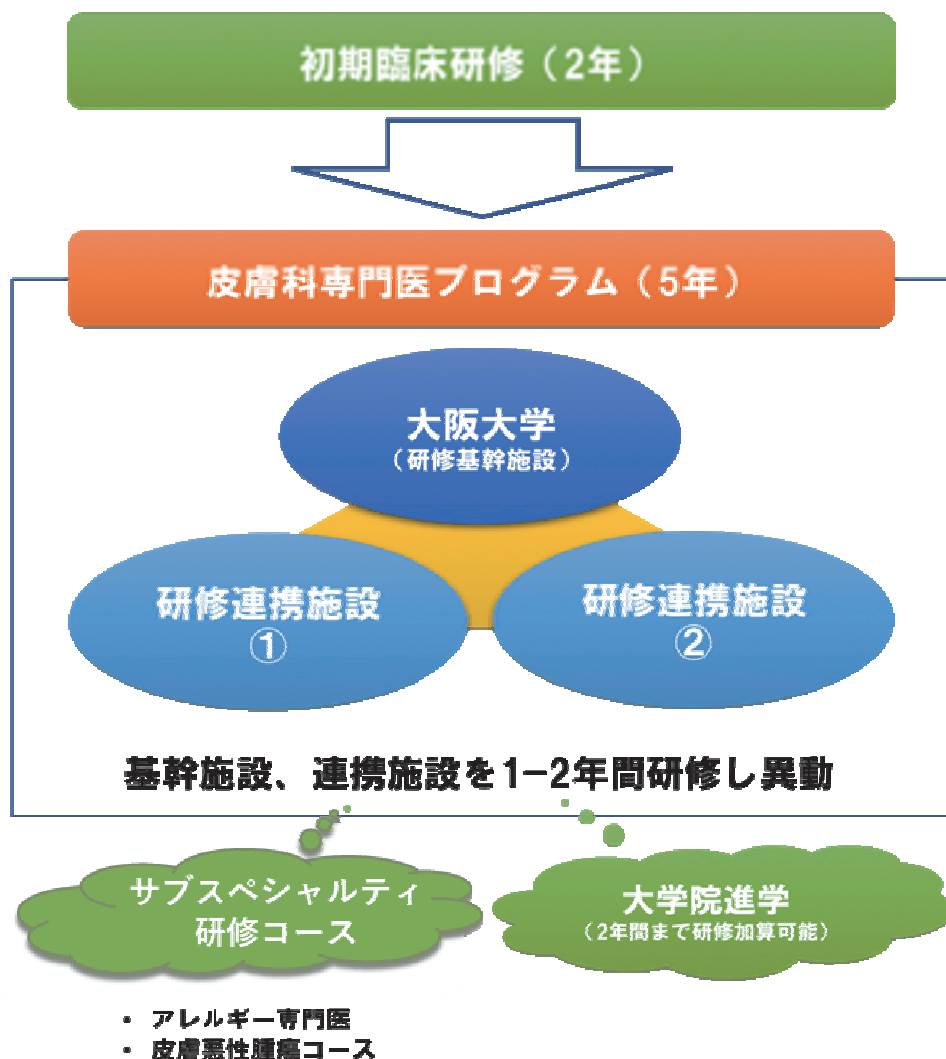 初期臨床研修（2年）
皮膚科専門医プログラム（5年）
大阪大学
（研修基幹施設）
研修連携施設
①
研修連携施設
②
基幹施設、連携施設を1−2年間研修し異動
サブスペシャルティ
研修コース
大学院進学
（2年間まで研修加算可能）
• アレルギー専門医
• 皮膚悪性腫瘍コース